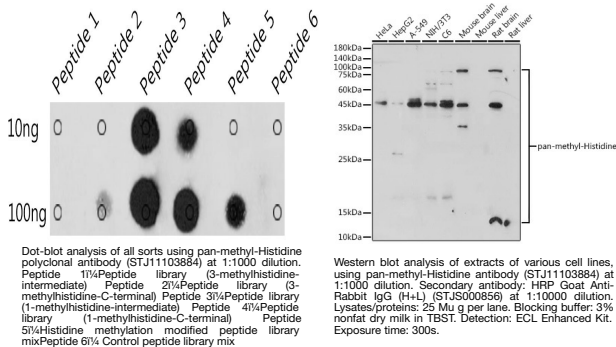 Peptide 1
Peptide 2
Peptide 3
Peptide 4
Peptide 5
Peptide 6
10ng
100ng
Dot-blot analysis of all sorts using pan-methyl-Histidine
polyclonal antibody (STJ11103884) at 1:1000 dilution.
Peptide 1ï¼Peptide library (3-methylhistidine-
intermediate) Peptide 2ï¼Peptide library (3-
methylhistidine-C-terminal) Peptide 3ï¼Peptide library
(1-methylhistidine-intermediate) Peptide 4ï¼Peptide
library (1-methylhistidine-C-terminal) Peptide
5ï¼Histidine methylation modified peptide library
mixPeptide 6ï¼ Control peptide library mix
HeLa
HepG2
A-549
NIH/3T3
C6
Mouse brain
Mouse liver
Rat brain
Rat liver
180kDa
140kDa
100kDa
75kDa
60kDa
45kDa
35kDa
25kDa
15kDa
10kDa
pan-methyl-Histidine
Western blot analysis of extracts of various cell lines,
using pan-methyl-Histidine antibody (STJ11103884) at
1:1000 dilution. Secondary antibody: HRP Goat Anti-
Rabbit IgG (H+L) (STJS000856) at 1:10000 dilution.
Lysates/proteins: 25 Mu g per lane. Blocking buffer: 3%
nonfat dry milk in TBST. Detection: ECL Enhanced Kit.
Exposure time: 300s.